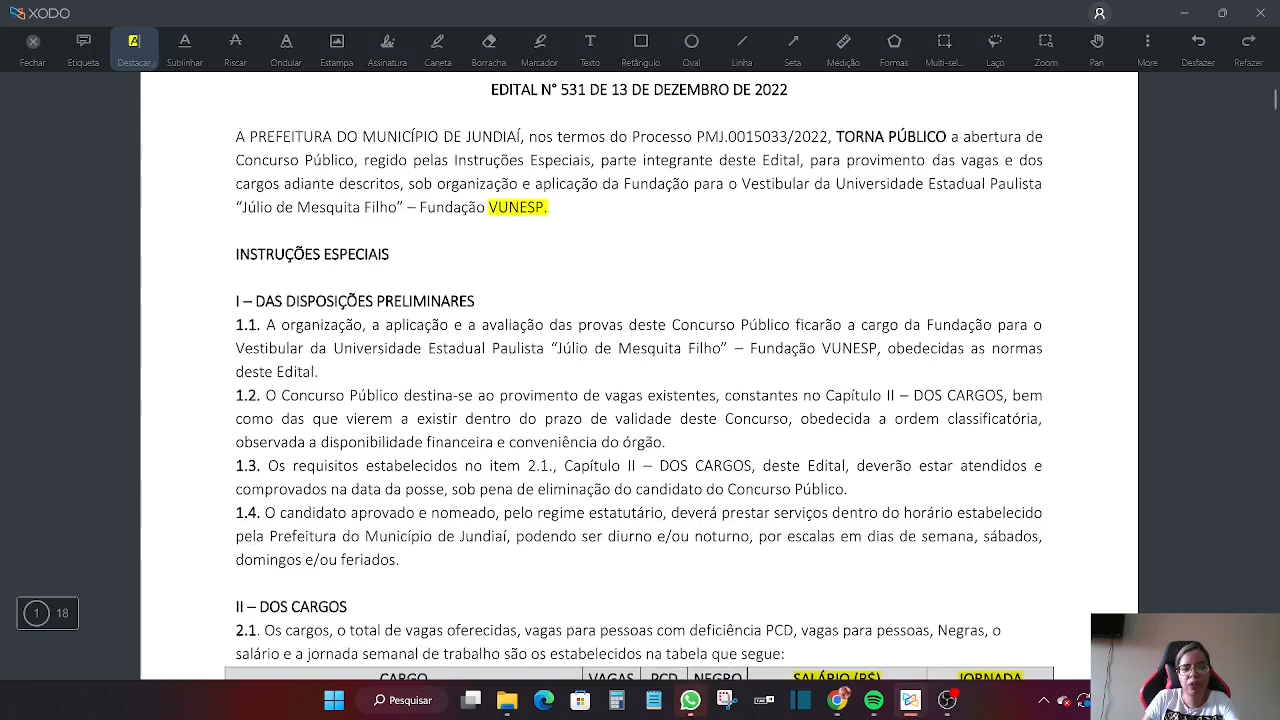 XODO
Fechar
Etiqueta
Destacar
Sublinhar
Riscar
Ondular
Estampa
Assinatura
Caneta
Borracha
Marcador
Texto
Retângulo
Oval
Linha
Seta
Medição
Formas
Multi-sel...
Laço
Zoom
Pan
More
Desfazer
Refazer
EDITAL N° 531 DE 13 DE DEZEMBRO DE 2022
A PREFEITURA DO MUNICÍPIO DE JUNDIAÍ, nos termos do Processo PMJ.0015033/2022, TORNA PÚBLICO a abertura de
Concurso Público, regido pelas Instruções Especiais, parte integrante deste Edital, para provimento das vagas e dos
cargos adiante descritos, sob organização e aplicação da Fundação para o Vestibular da Universidade Estadual Paulista
“Júlio de Mesquita Filho” – Fundação VUNESP.
INSTRUÇÕES ESPECIAIS
I – DAS DISPOSIÇÕES PRELIMINARES
1.1. A organização, a aplicação e a avaliação das provas deste Concurso Público ficarão a cargo da Fundação para o
Vestibular da Universidade Estadual Paulista “Júlio de Mesquita Filho” – Fundação VUNESP, obedecidas as normas
deste Edital.
1.2. O Concurso Público destina-se ao provimento de vagas existentes, constantes no Capítulo II – DOS CARGOS, bem
como das que vierem a existir dentro do prazo de validade deste Concurso, obedecida a ordem classificatória,
observada a disponibilidade financeira e conveniência do órgão.
1.3. Os requisitos estabelecidos no item 2.1., Capítulo II – DOS CARGOS, deste Edital, deverão estar atendidos e
comprovados na data da posse, sob pena de eliminação do candidato do Concurso Público.
1.4. O candidato aprovado e nomeado, pelo regime estatutário, deverá prestar serviços dentro do horário estabelecido
pela Prefeitura do Município de Jundiaí, podendo ser diurno e/ou noturno, por escalas em dias de semana, sábados,
domingos e/ou feriados.
1 18
II – DOS CARGOS
2.1. Os cargos, o total de vagas oferecidas, vagas para pessoas com deficiência PCD, vagas para pessoas, Negras, o
salário e a jornada semanal de trabalho são os estabelecidos na tabela que segue:
CARGO VAGAS PCD NEGRO SALÁRIO (R$) JORNADA
Pesquisar